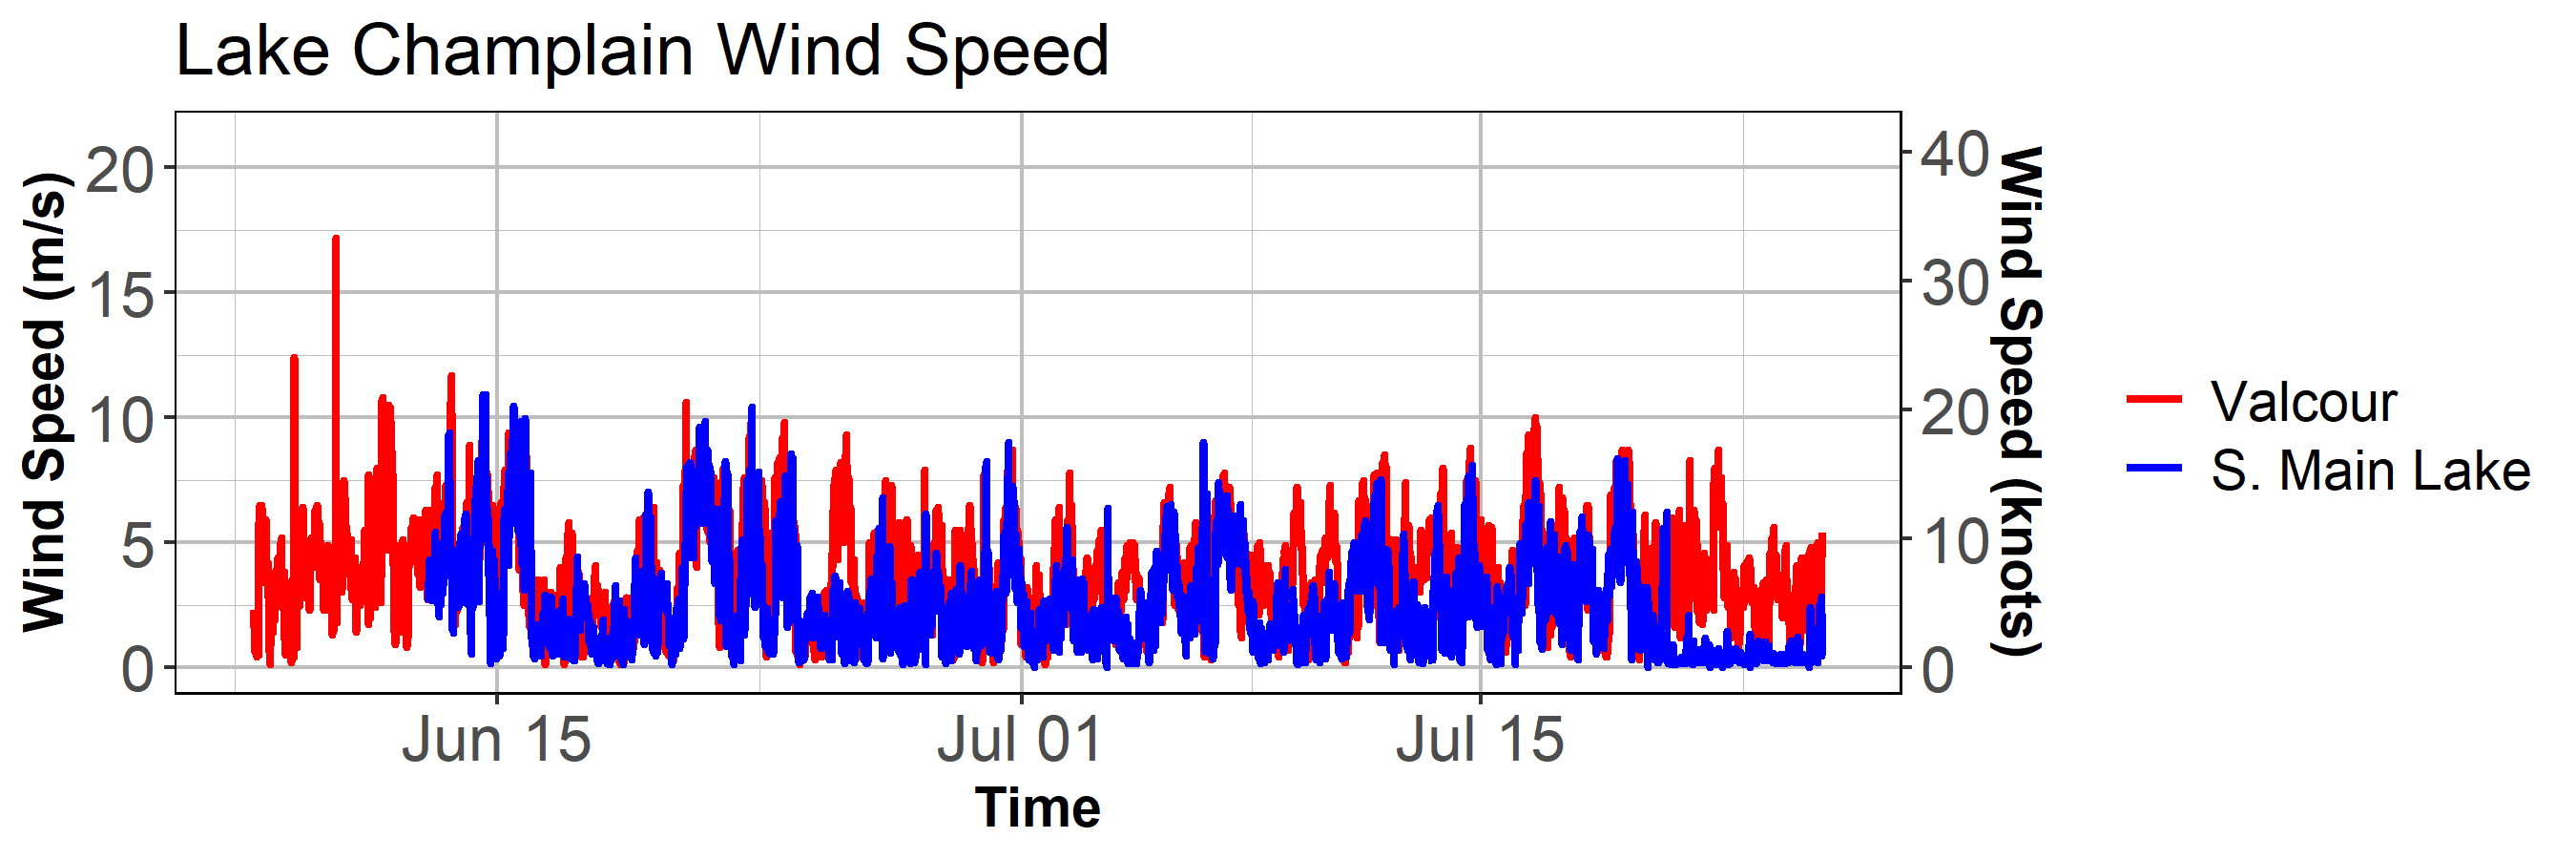 Lake Champlain Wind Speed
Wind Speed (m/s)
20
15
10
5
0
40
30
20
10
0
Wind Speed (knots)
Jun 15
Jul 01
Jul 15
Time
Valcour
S. Main Lake